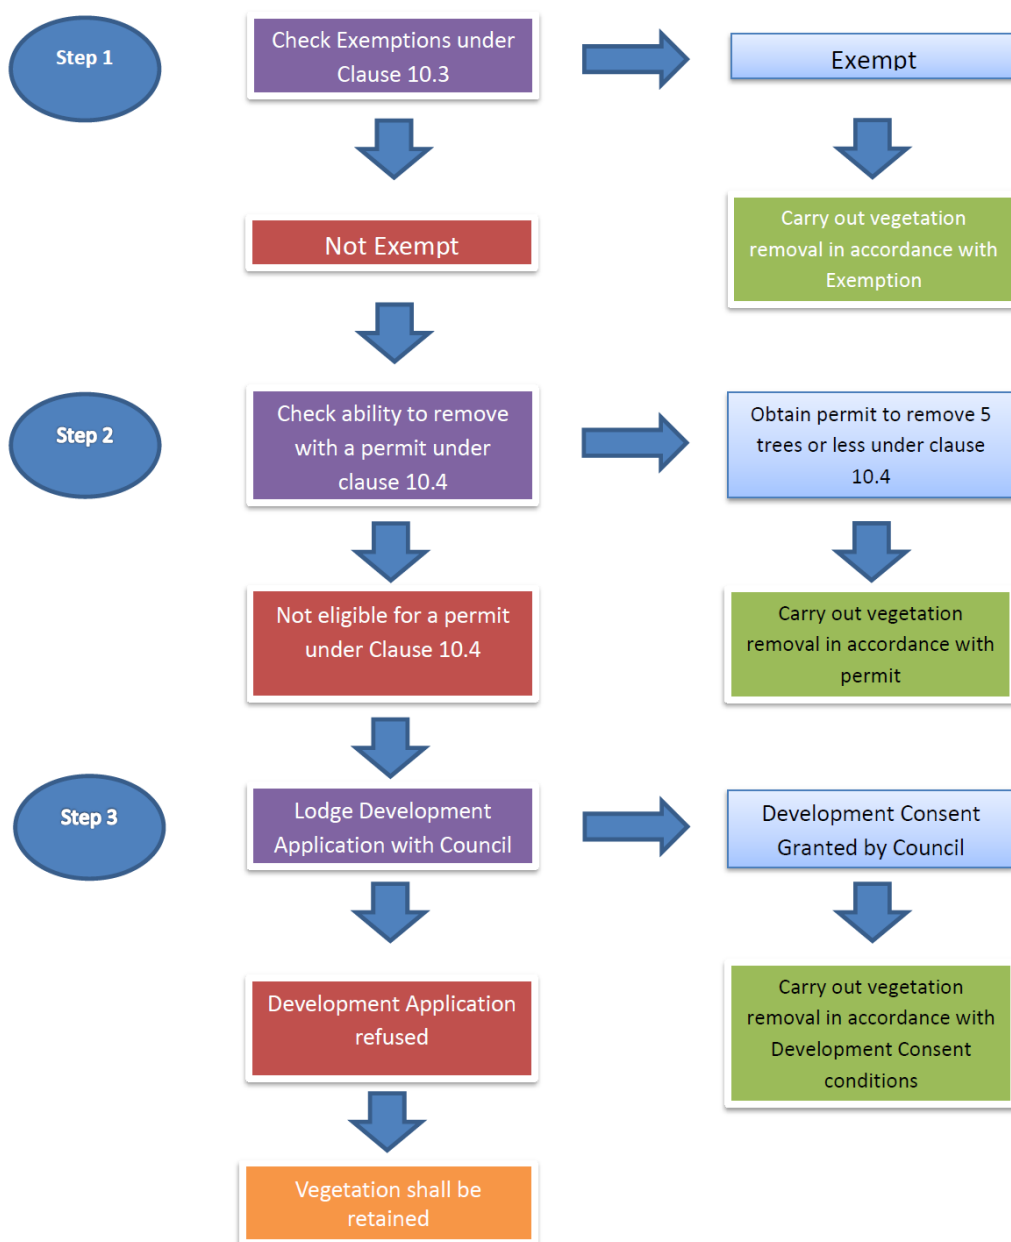 Step 1
Check Exemptions under
Clause 10.3
Exempt
Not Exempt
Carry out vegetation
removal in accordance with
Exemption
Step 2
Check ability to remove
with a permit under
clause 10.4
Obtain permit to remove 5
trees or less under clause
10.4
Not eligible for a permit
under Clause 10.4
Carry out vegetation
removal in accordance with
permit
Step 3
Lodge Development
Application with Council
Development Consent
Granted by Council
Development Application
refused
Carry out vegetation
removal in accordance with
Development Consent
conditions
Vegetation shall be
retained